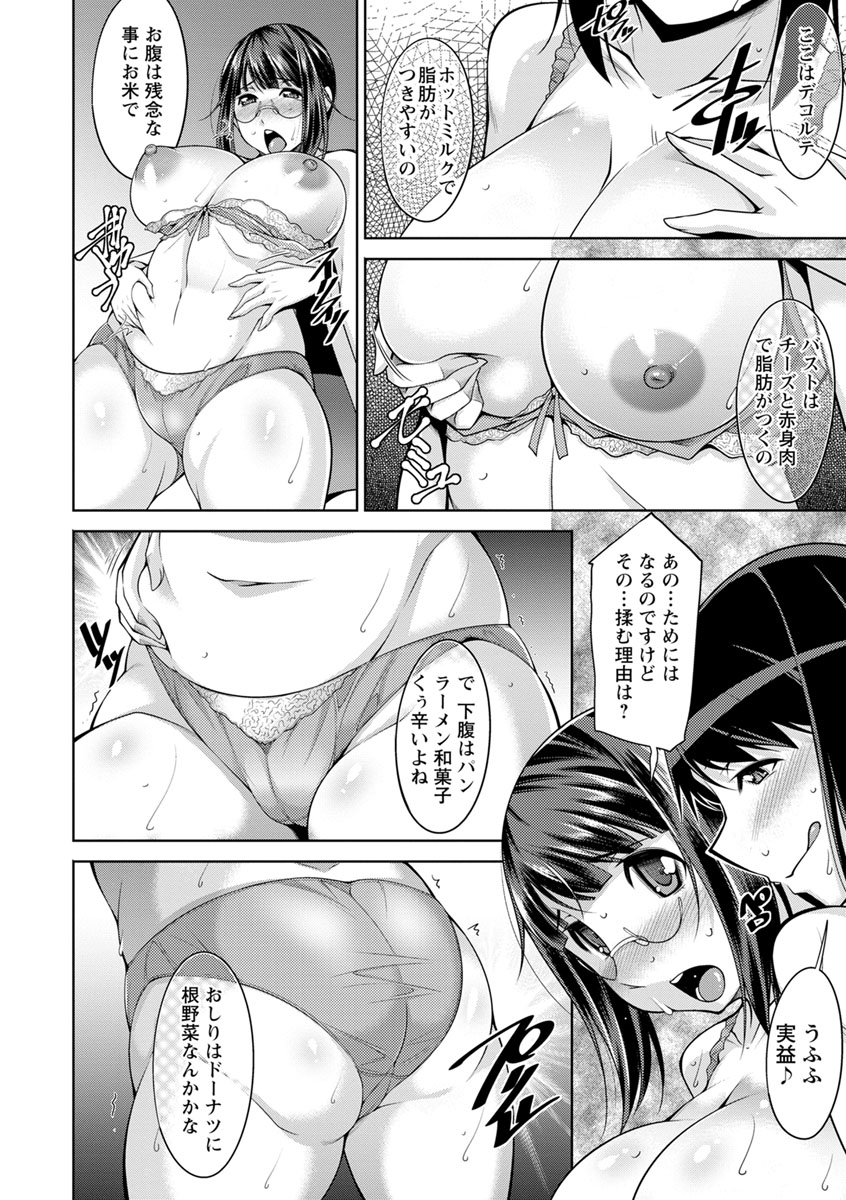 ここはデコルテ
ホットミルクで
脂肪が
つきやすいの
バストは
チーズと赤身肉
で脂肪がつくの
モミュ
お腹は残念な
事にお米で
あの…ためには
なるのですけど
その…揉む理由は？
ペロ
うふふ
実益♪
で 下腹はパン
ラーメン和菓子
くぅ辛いよね
おしりはドーナツに
根野菜なんかかな